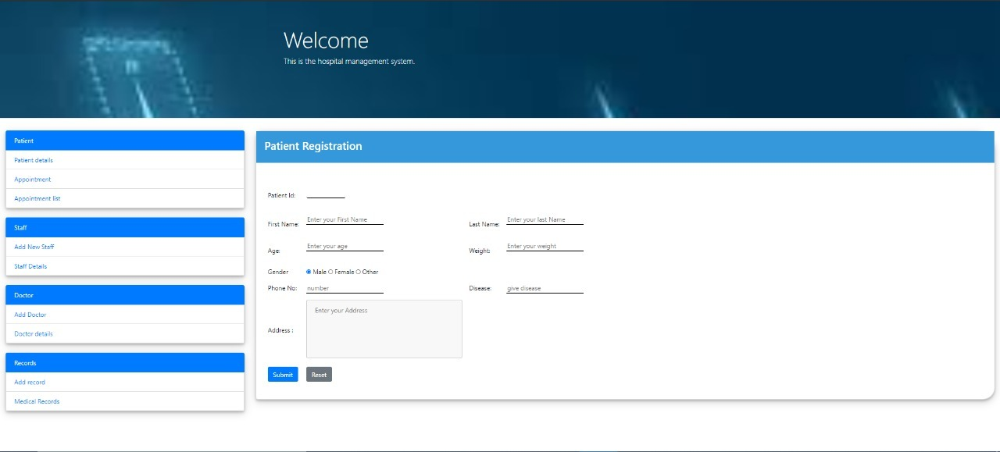 Welcome
This is the hospital management system.
Patient
Patient details
Appointment
Appointment list
Staff
Add New Staff
Staff Details
Doctor
Add Doctor
Doctor details
Records
Add record
Medical Records
Patient Registration
Patient Id:
First Name: Enter your First Name Last Name: Enter your last Name
Age: Enter your age Weight: Enter your weight
Gender Male Female Other
Phone No: number Disease: give disease
Address : Enter your Address
Submit Reset